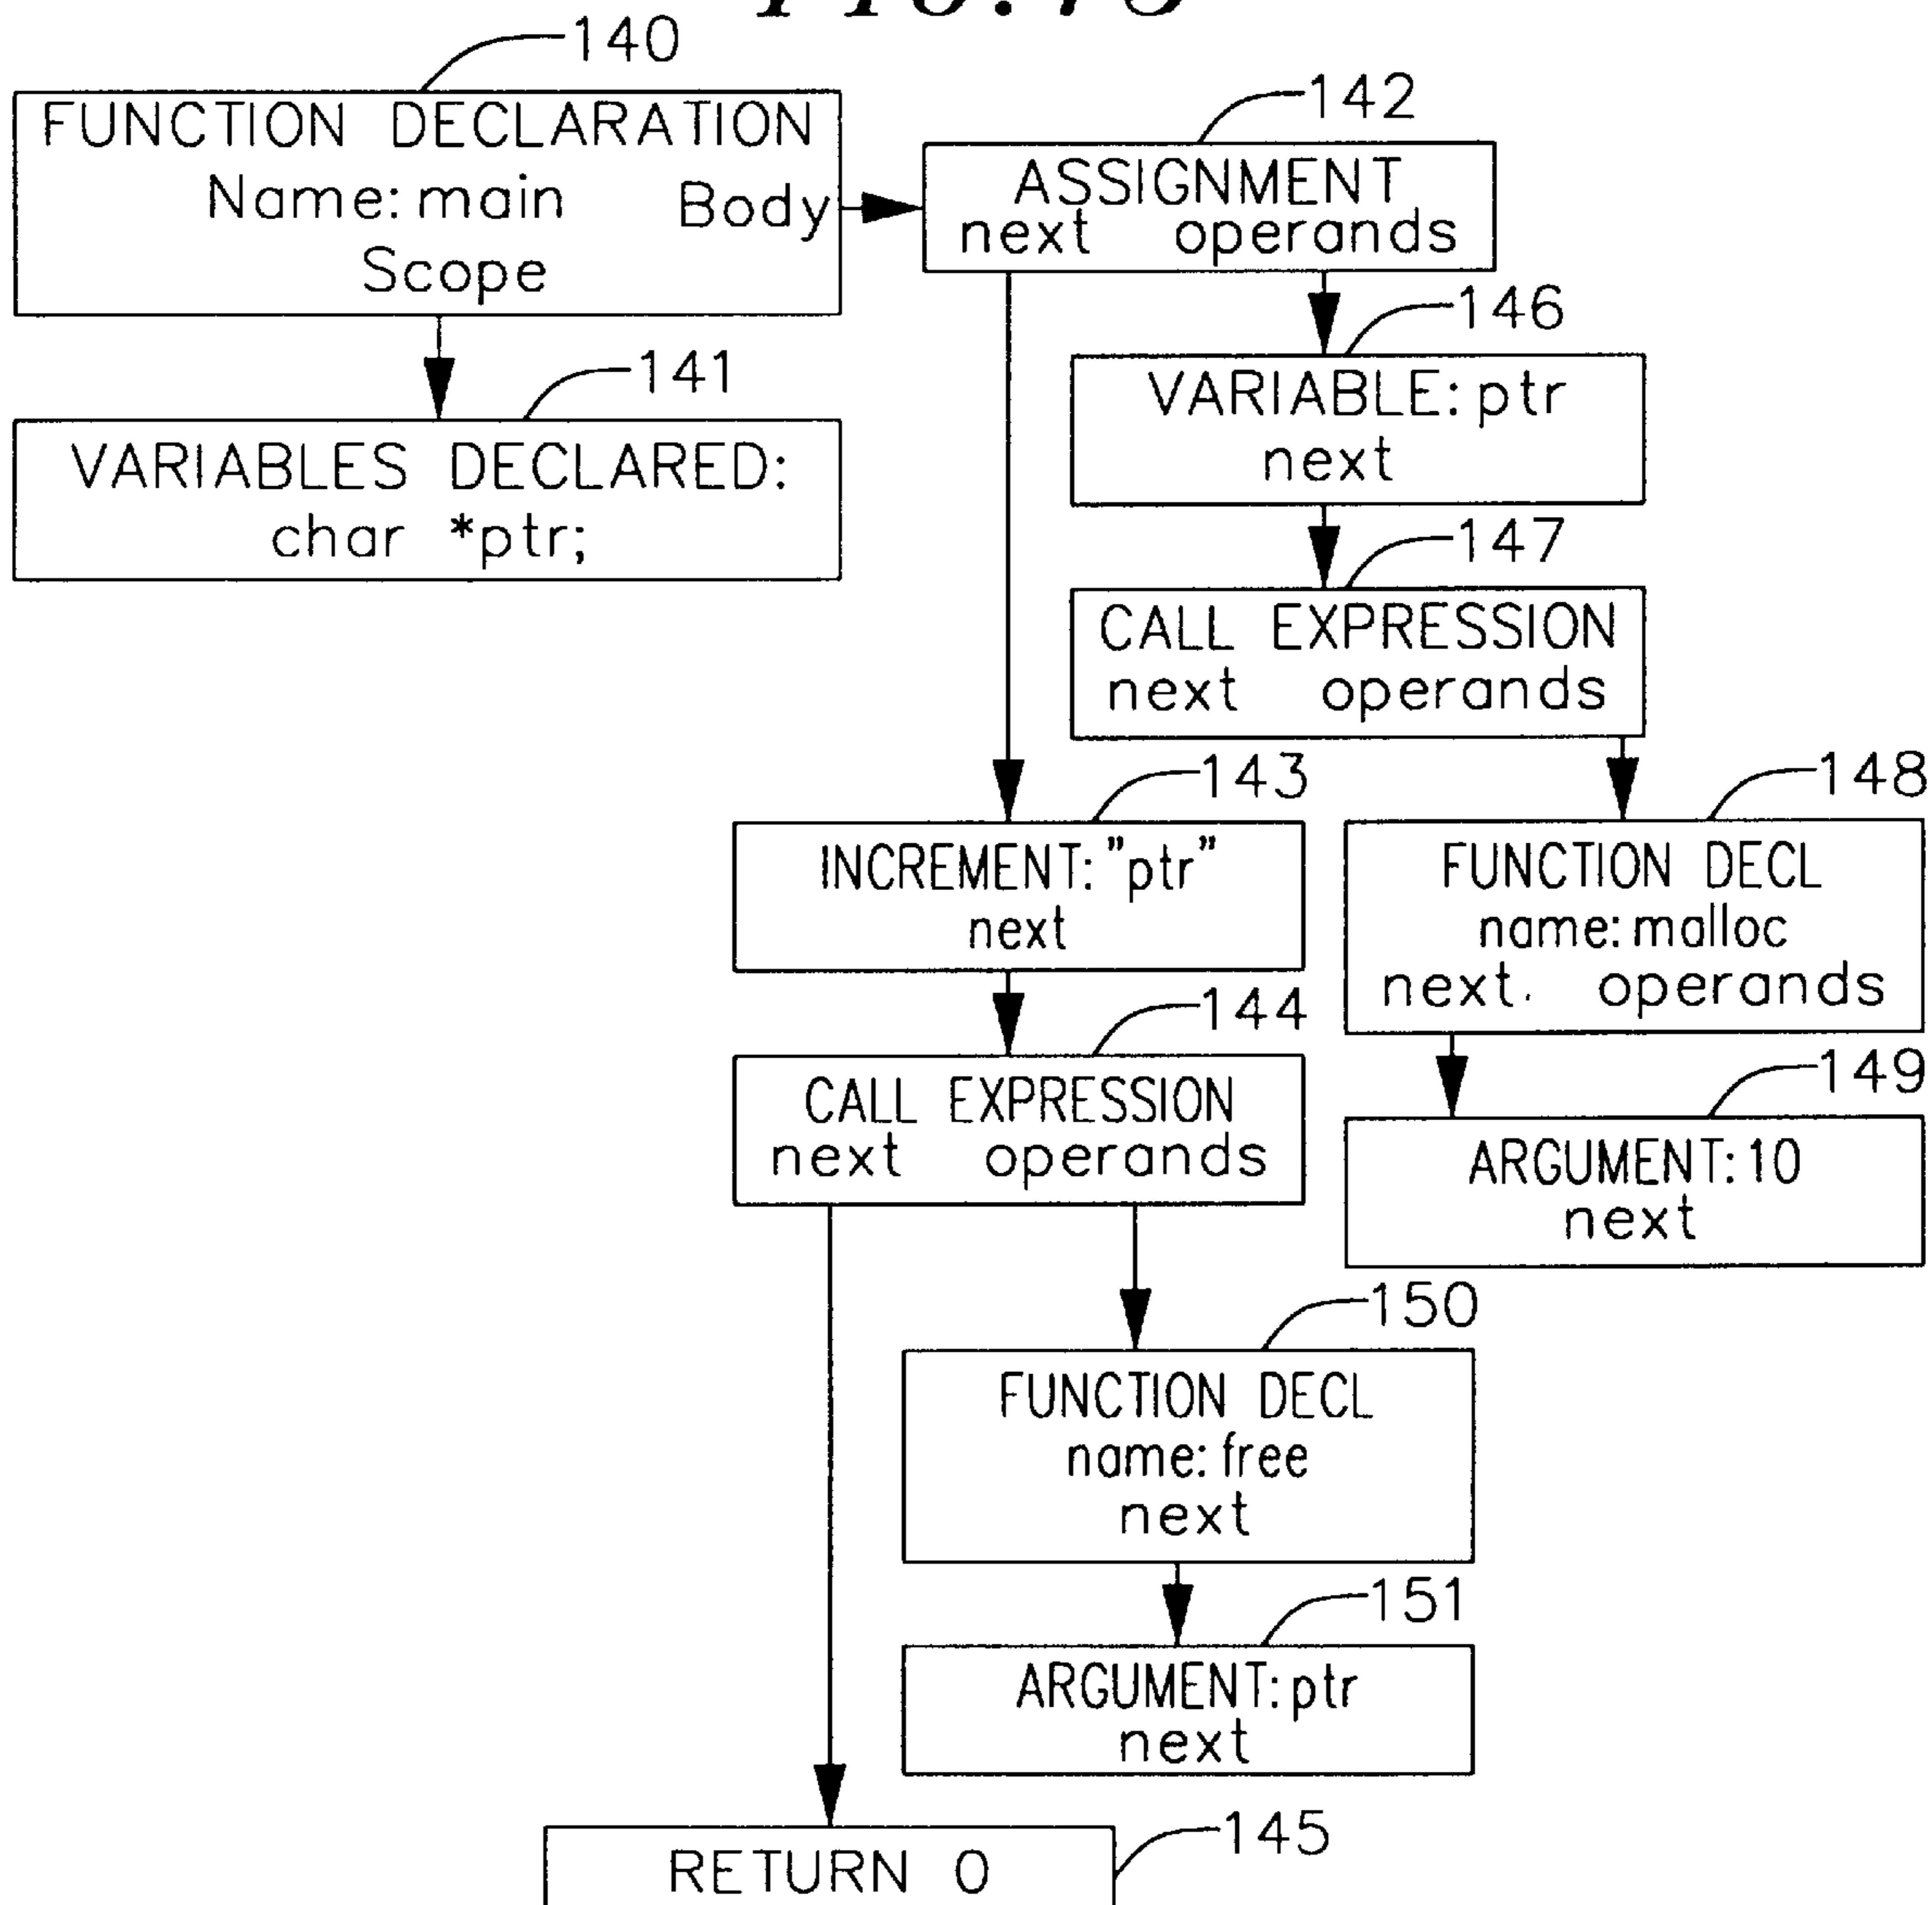 140
FUNCTION DECLARATION
Name: main
Body
Scope
142
ASSIGNMENT
next operands
141
VARIABLES DECLARED:
char *ptr;
146
VARIABLE: ptr
next
147
CALL EXPRESSION
next operands
143
INCREMENT: "ptr"
next
148
FUNCTION DECL
name: malloc
next. operands
144
CALL EXPRESSION
next operands
149
ARGUMENT: 10
next
150
FUNCTION DECL
name: free
next
151
ARGUMENT: ptr
next
145
RETURN 0